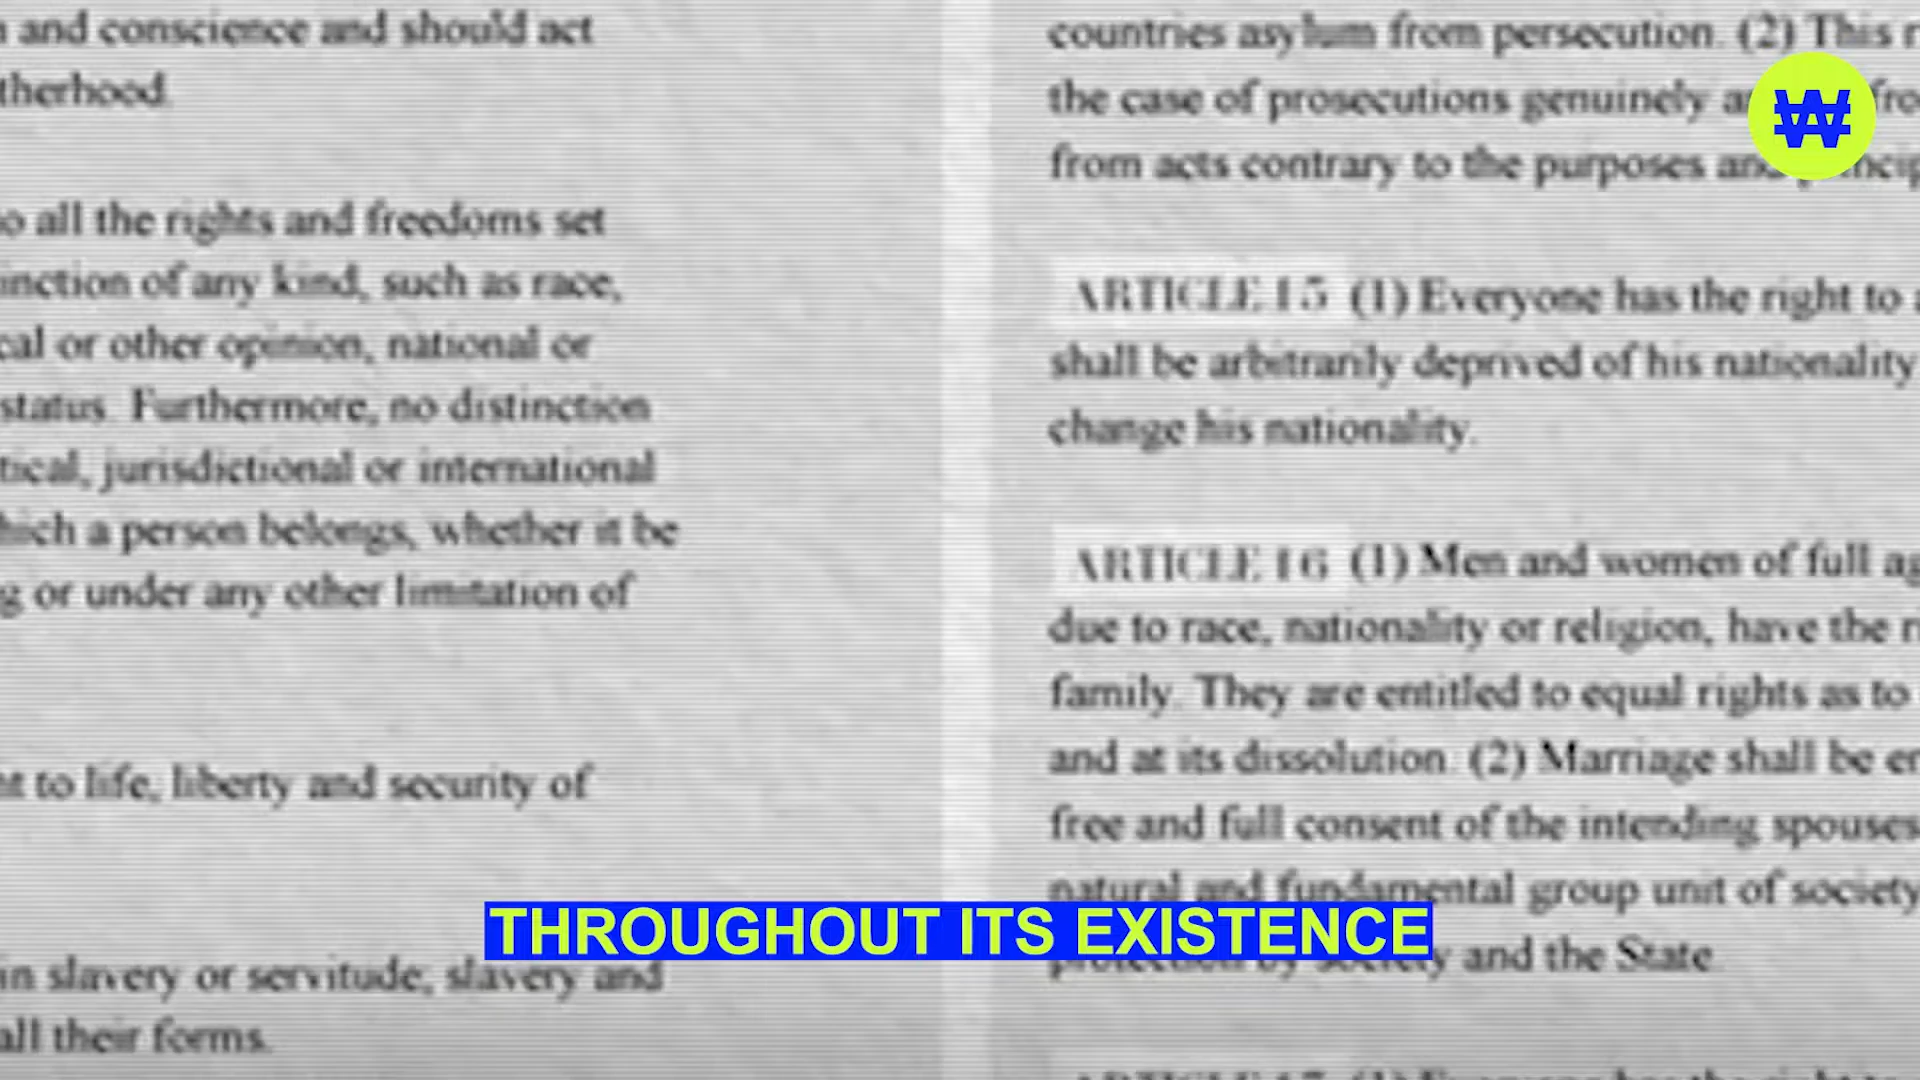 and conscience and should act
therhood.
all the rights and freedoms set
inction of any kind, such as race,
cal or other opinion, national or
status. Furthermore, no distinction
tical, jurisdictional or international
hich a person belongs, whether it be
g or under any other limitation of
to life, liberty and security of
in slavery or servitude; slavery and
all their forms.
countries asylum from persecution. (2) This
the case of prosecutions genuinely
from acts contrary to the purposes and
ARTICLE 15 (1) Everyone has the right to
shall be arbitrarily deprived of his nationality
change his nationality.
ARTICLE 16 (1) Men and women of full
due to race, nationality or religion, have the
family. They are entitled to equal rights as to
and at its dissolution. (2) Marriage shall be
free and full consent of the intending spouses
natural and fundamental group unit of society
protection by society and the State.
THROUGHOUT ITS EXISTENCE